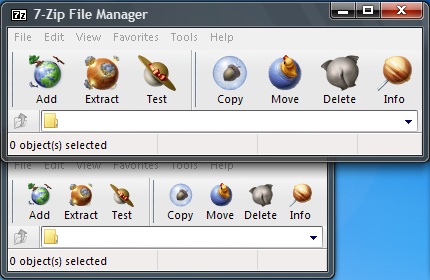 7-Zip File Manager
File Edit View Favorites Tools Help
Add Extract Test Copy Move Delete Info
0 object(s) selected
File Edit View Favorites Tools Help
Add Extract Test Copy Move Delete Info
0 object(s) selected